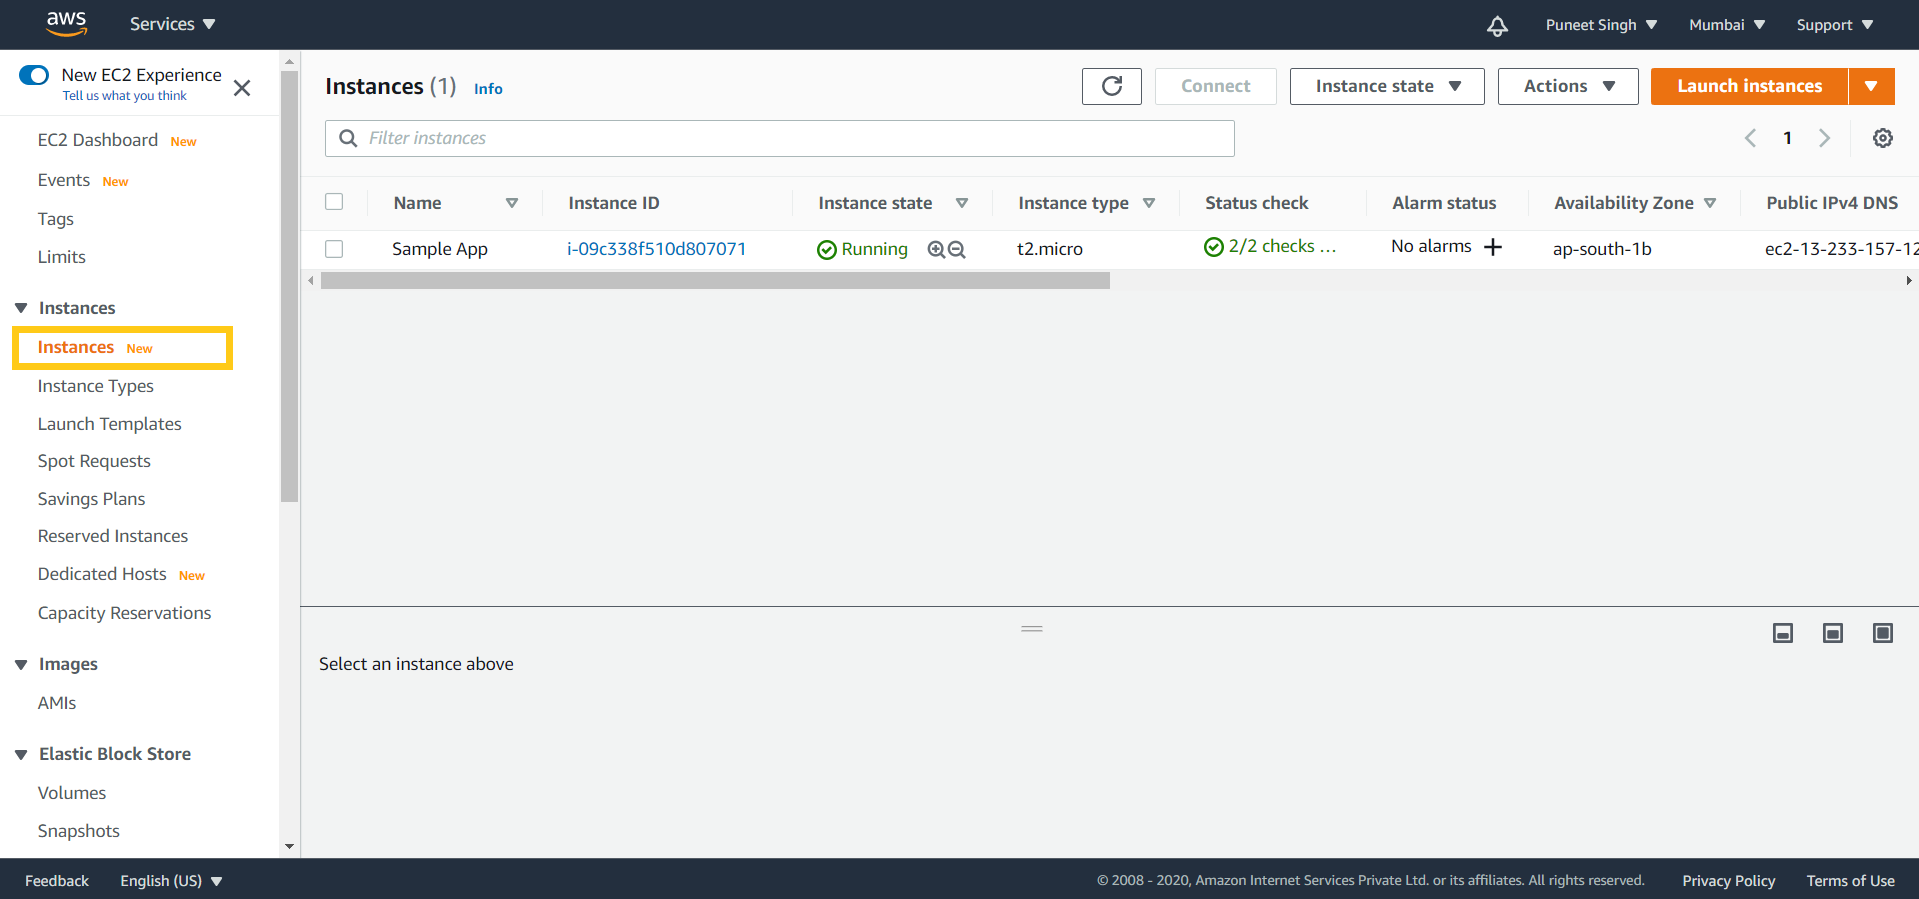 aws Services Puneet Singh Mumbai Support
New EC2 Experience
Tell us what you think
EC2 Dashboard New
Events New
Tags
Limits
Instances
Instances New
Instance Types
Launch Templates
Spot Requests
Savings Plans
Reserved Instances
Dedicated Hosts New
Capacity Reservations
Images
AMIs
Elastic Block Store
Volumes
Snapshots
Instances (1) Info Connect Instance state Actions Launch instances
Filter instances 1
Name Instance ID Instance state Instance type Status check Alarm status Availability Zone Public IPv4 DNS
Sample App i-09c338f510d807071 Running t2.micro 2/2 checks ... No alarms ap-south-1b ec2-13-233-157-12
Select an instance above
Feedback English (US) © 2008 - 2020, Amazon Internet Services Private Ltd. or its affiliates. All rights reserved. Privacy Policy Terms of Use